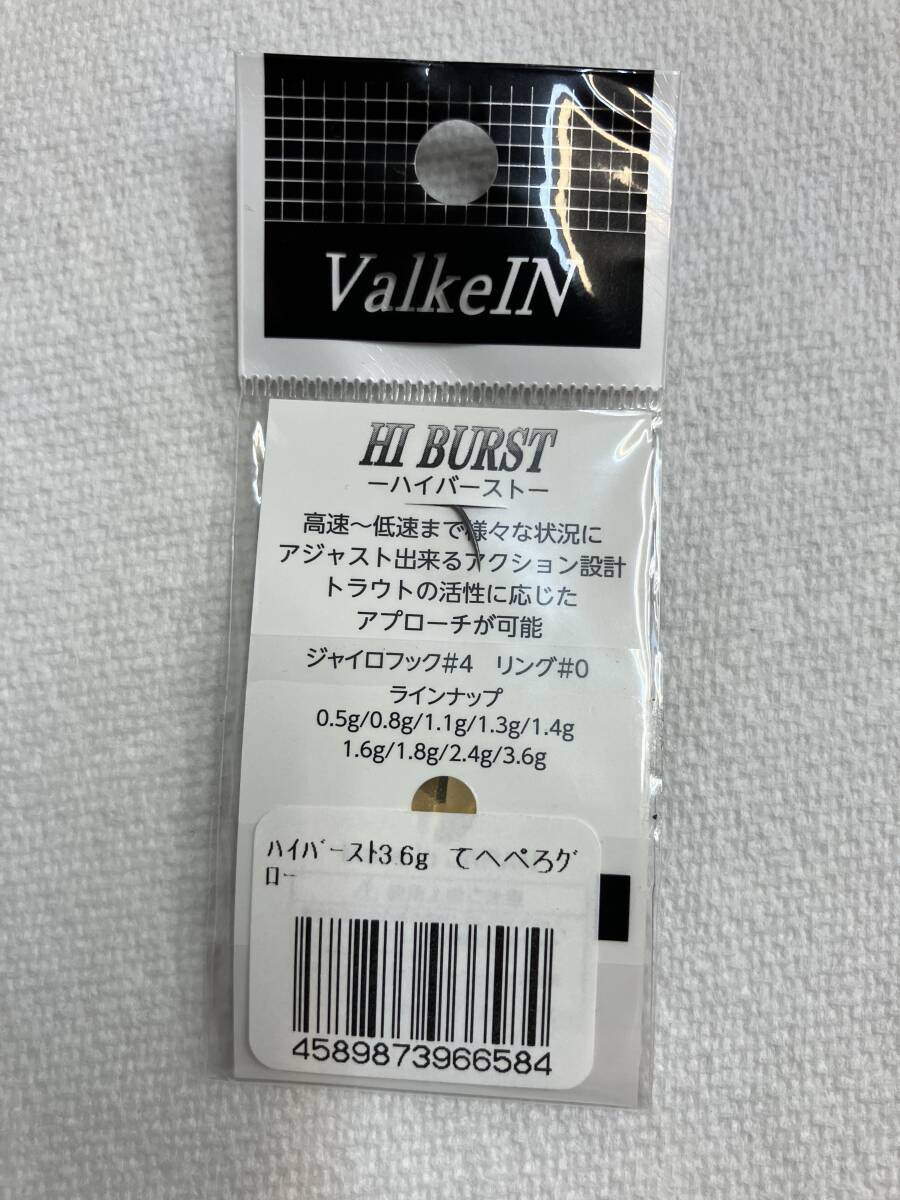 ValkeIN
HI BURST
ーハイバーストー
高速～低速まで様々な状況に
アジャスト出来るアクション設計
トラウトの活性に応じた
アプローチが可能
ジャイロフック#4 リング#0
ラインナップ
0.5g/0.8g/1.1g/1.3g/1.4g
1.6g/1.8g/2.4g/3.6g
ﾊｲﾊﾞｰｽﾄ3.6g てへぺろｸﾞ
ﾛｰ
4589873966584